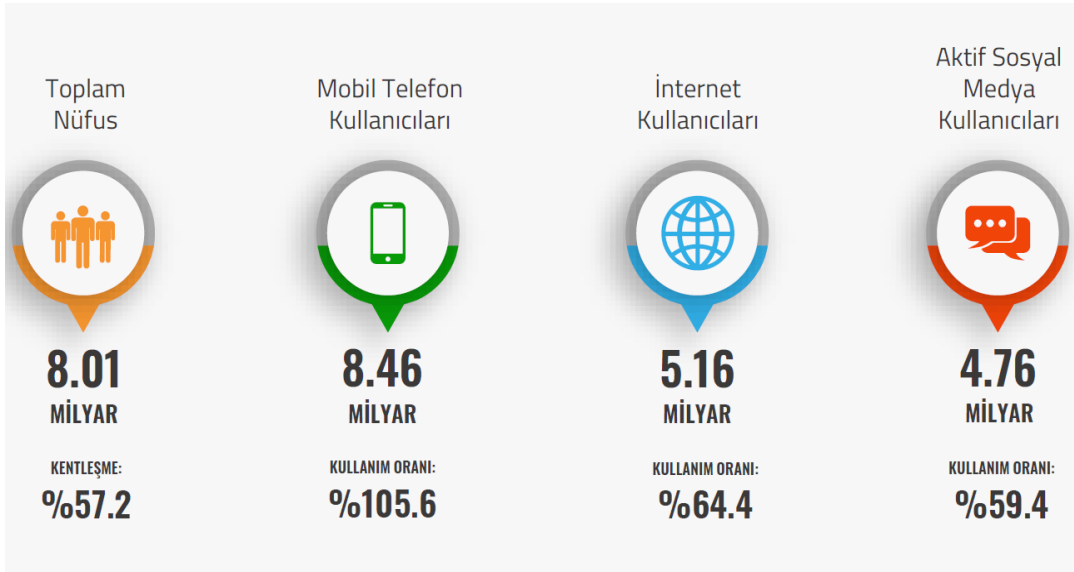 Toplam
Nüfus
8.01
MİLYAR
KENTLEŞME:
%57.2
Mobil Telefon
Kullanıcıları
8.46
MİLYAR
KULLANIM ORANI:
%105.6
İnternet
Kullanıcıları
5.16
MİLYAR
KULLANIM ORANI:
%64.4
Aktif Sosyal
Medya
Kullanıcıları
4.76
MİLYAR
KULLANIM ORANI:
%59.4